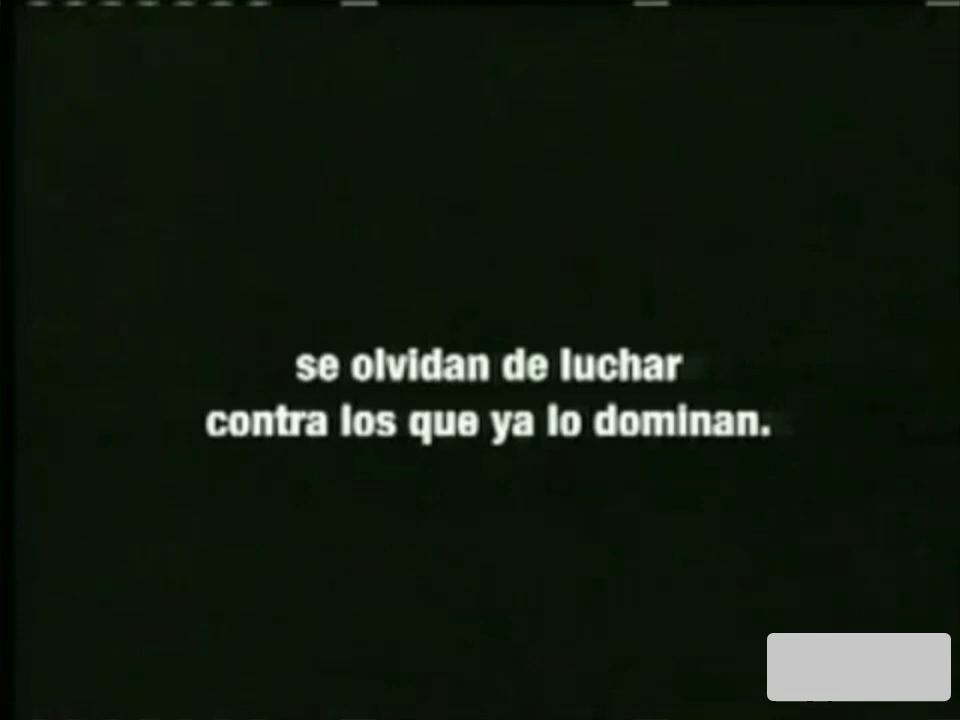 se olvidan de luchar
contra los que ya lo dominan.